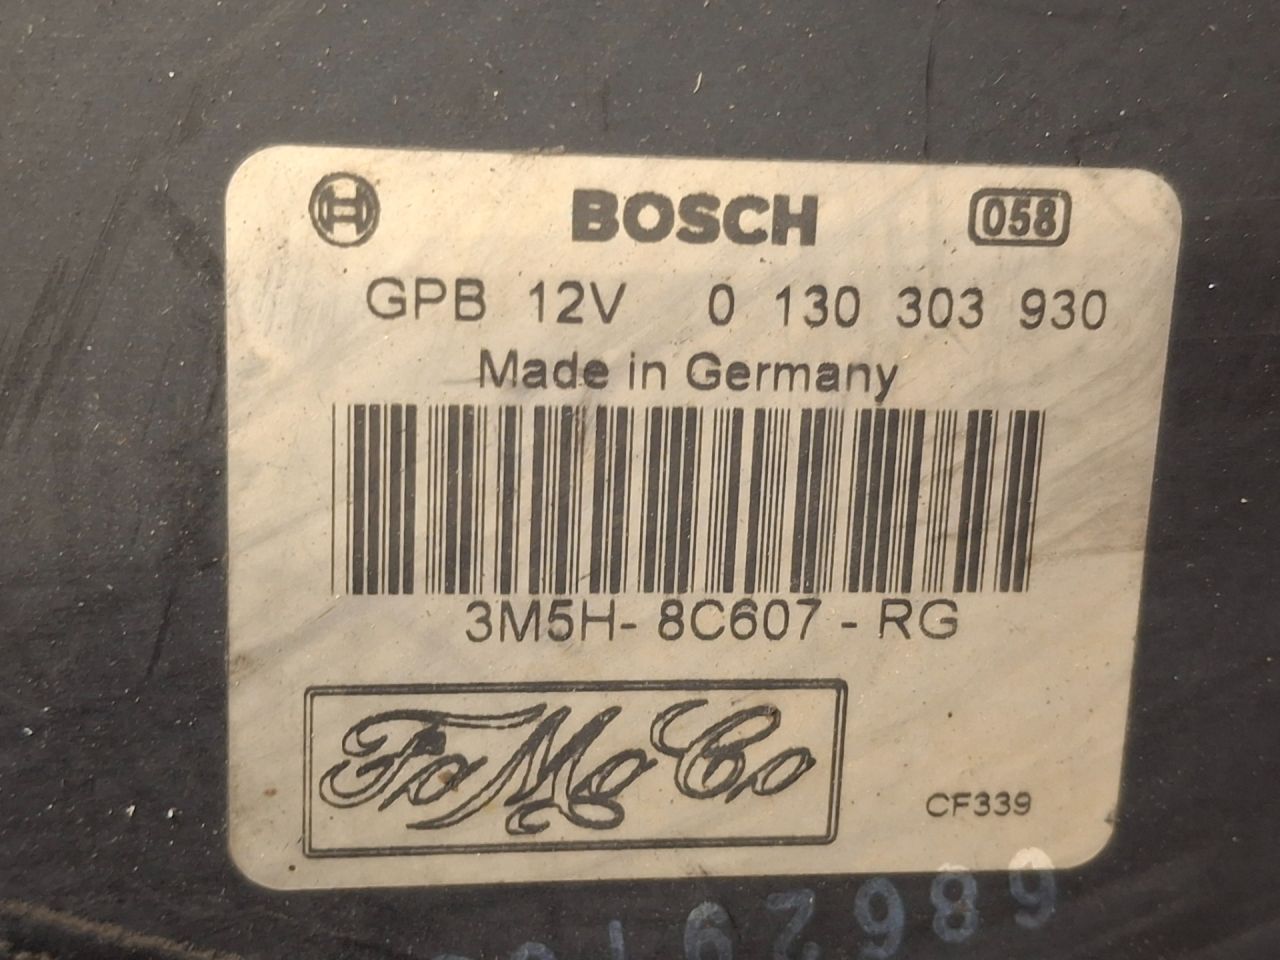 BOSCH 058
GPB 12V 0 130 303 930
Made in Germany
3M5H- 8C607 - RG
FoMoCo
CF339